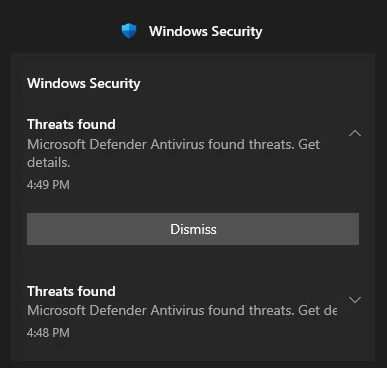 Windows Security
Windows Security
Threats found
Microsoft Defender Antivirus found threats. Get
details.
4:49 PM
Dismiss
Threats found
Microsoft Defender Antivirus found threats. Get de
4:48 PM